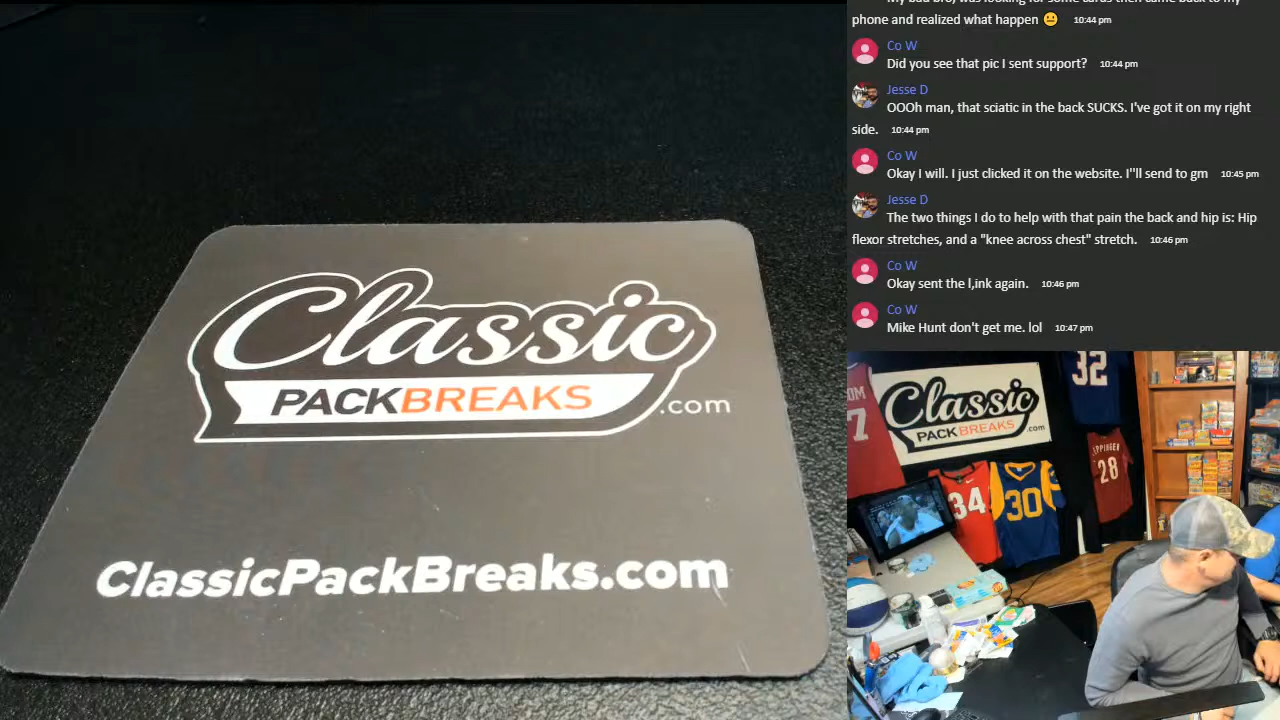 Classic
PACKBREAKS
.com
ClassicPackBreaks.com
phone and realized what happen 😐 10:44 pm
Co W
Did you see that pic I sent support? 10:44 pm
Jesse D
OOOh man, that sciatic in the back SUCKS. I've got it on my right
side. 10:44 pm
Co W
Okay I will. I just clicked it on the website. I"ll send to gm 10:45 pm
Jesse D
The two things I do to help with that pain the back and hip is: Hip
flexor stretches, and a "knee across chest" stretch. 10:46 pm
Co W
Okay sent the l,ink again. 10:46 pm
Co W
Mike Hunt don't get me. lol 10:47 pm
32
Classic
PACKBREAKS
.com
7
34
30
28